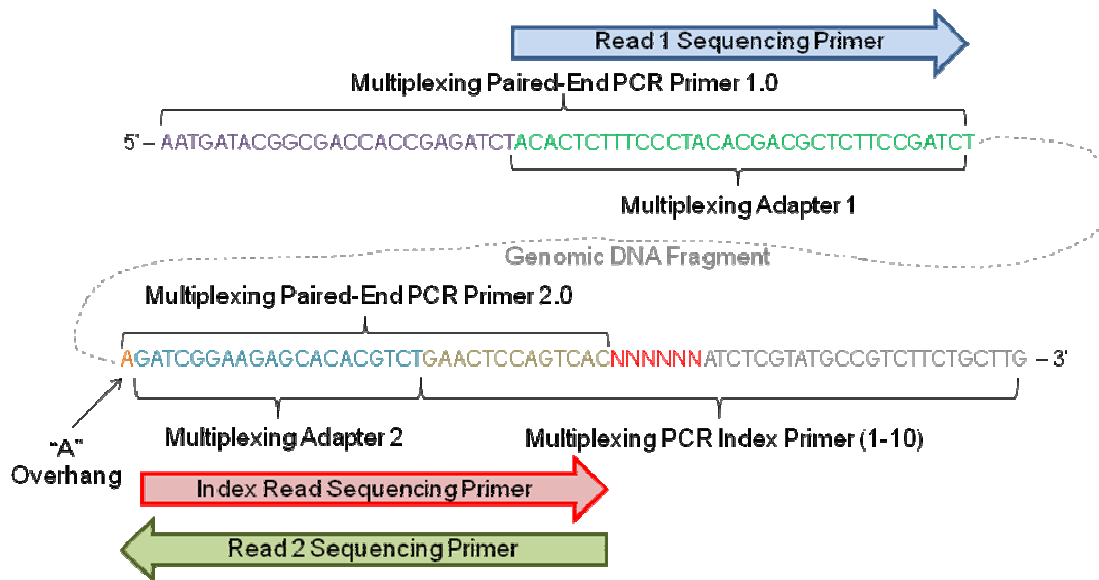 Read 1 Sequencing Primer
Multiplexing Paired-End PCR Primer 1.0
5' – AATGATACGGCGACCACCGAGATCTACACTCTTTCCCTACACGACGCTCTTCCGATCT
Multiplexing Adapter 1
Genomic DNA Fragment
Multiplexing Paired-End PCR Primer 2.0
AGATCGGAAGAGCACACGTCTGAACTCCAGTCACNNNNNNATCTCGTATGCCGTCTTCTGCTTG – 3'
Multiplexing Adapter 2 Multiplexing PCR Index Primer (1-10)
“A”
Overhang
Index Read Sequencing Primer
Read 2 Sequencing Primer